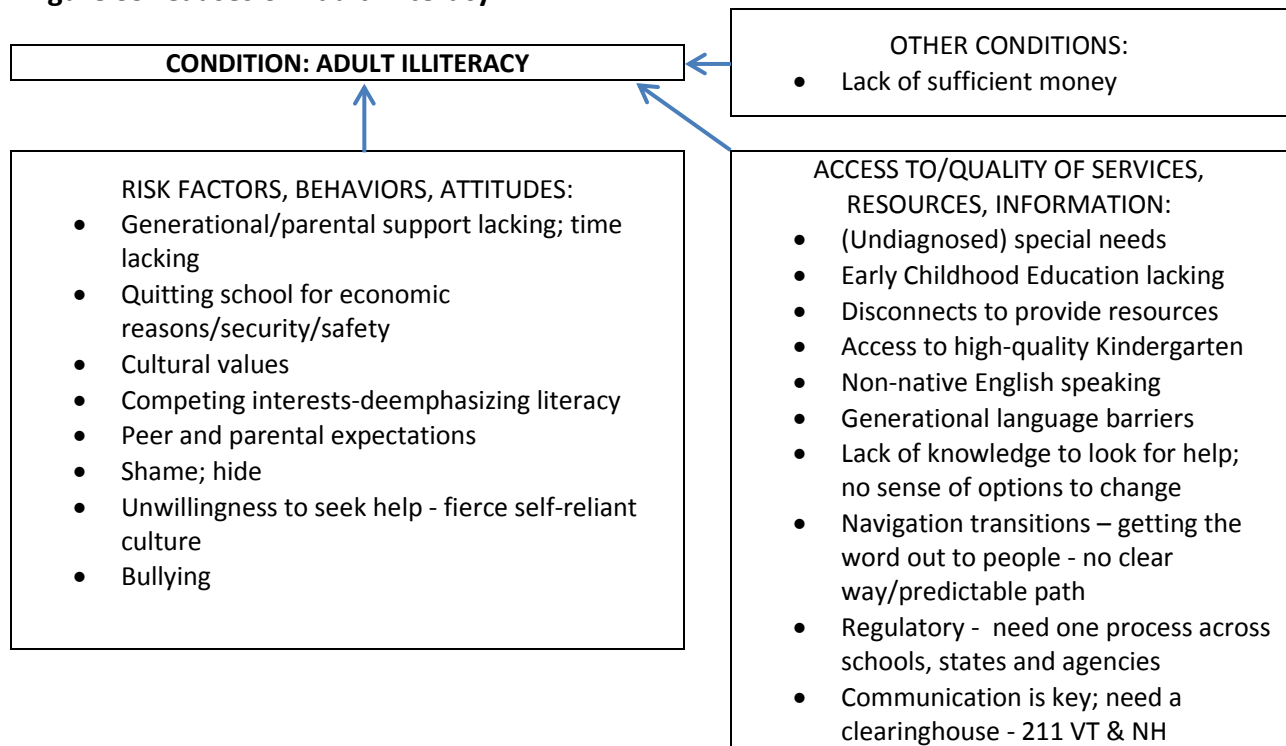 CONDITION: ADULT ILLITERACY
OTHER CONDITIONS:
• Lack of sufficient money
RISK FACTORS, BEHAVIORS, ATTITUDES:
• Generational/parental support lacking; time
lacking
• Quitting school for economic
reasons/security/safety
• Cultural values
• Competing interests-deemphasizing literacy
• Peer and parental expectations
• Shame; hide
• Unwillingness to seek help - fierce self-reliant
culture
• Bullying
ACCESS TO/QUALITY OF SERVICES,
RESOURCES, INFORMATION:
• (Undiagnosed) special needs
• Early Childhood Education lacking
• Disconnects to provide resources
• Access to high-quality Kindergarten
• Non-native English speaking
• Generational language barriers
• Lack of knowledge to look for help;
no sense of options to change
• Navigation transitions – getting the
word out to people - no clear
way/predictable path
• Regulatory - need one process across
schools, states and agencies
• Communication is key; need a
clearinghouse - 211 VT & NH